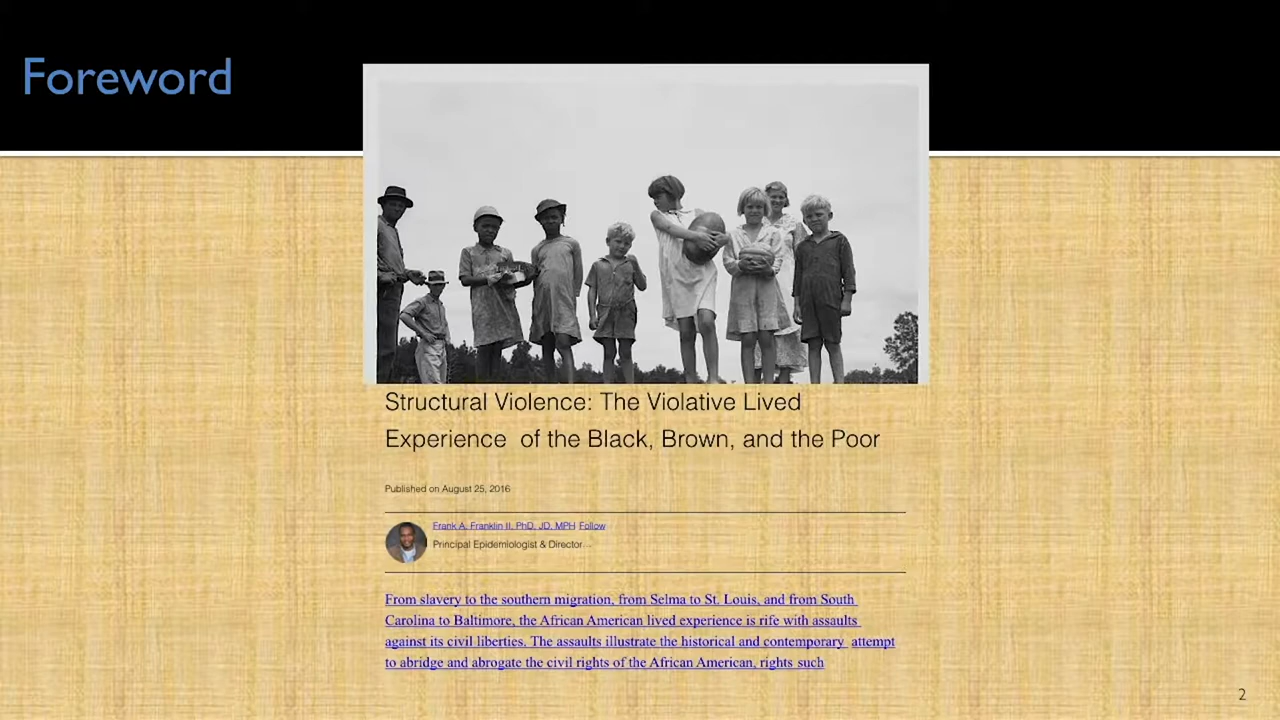 Foreword
Structural Violence: The Violative Lived
Experience of the Black, Brown, and the Poor
Published on August 25, 2016
Frank A. Franklin II, PhD, JD, MPH Follow
Principal Epidemiologist & Director...
From slavery to the southern migration, from Selma to St. Louis, and from South
Carolina to Baltimore, the African American lived experience is rife with assaults
against its civil liberties. The assaults illustrate the historical and contemporary attempt
to abridge and abrogate the civil rights of the African American, rights such
2